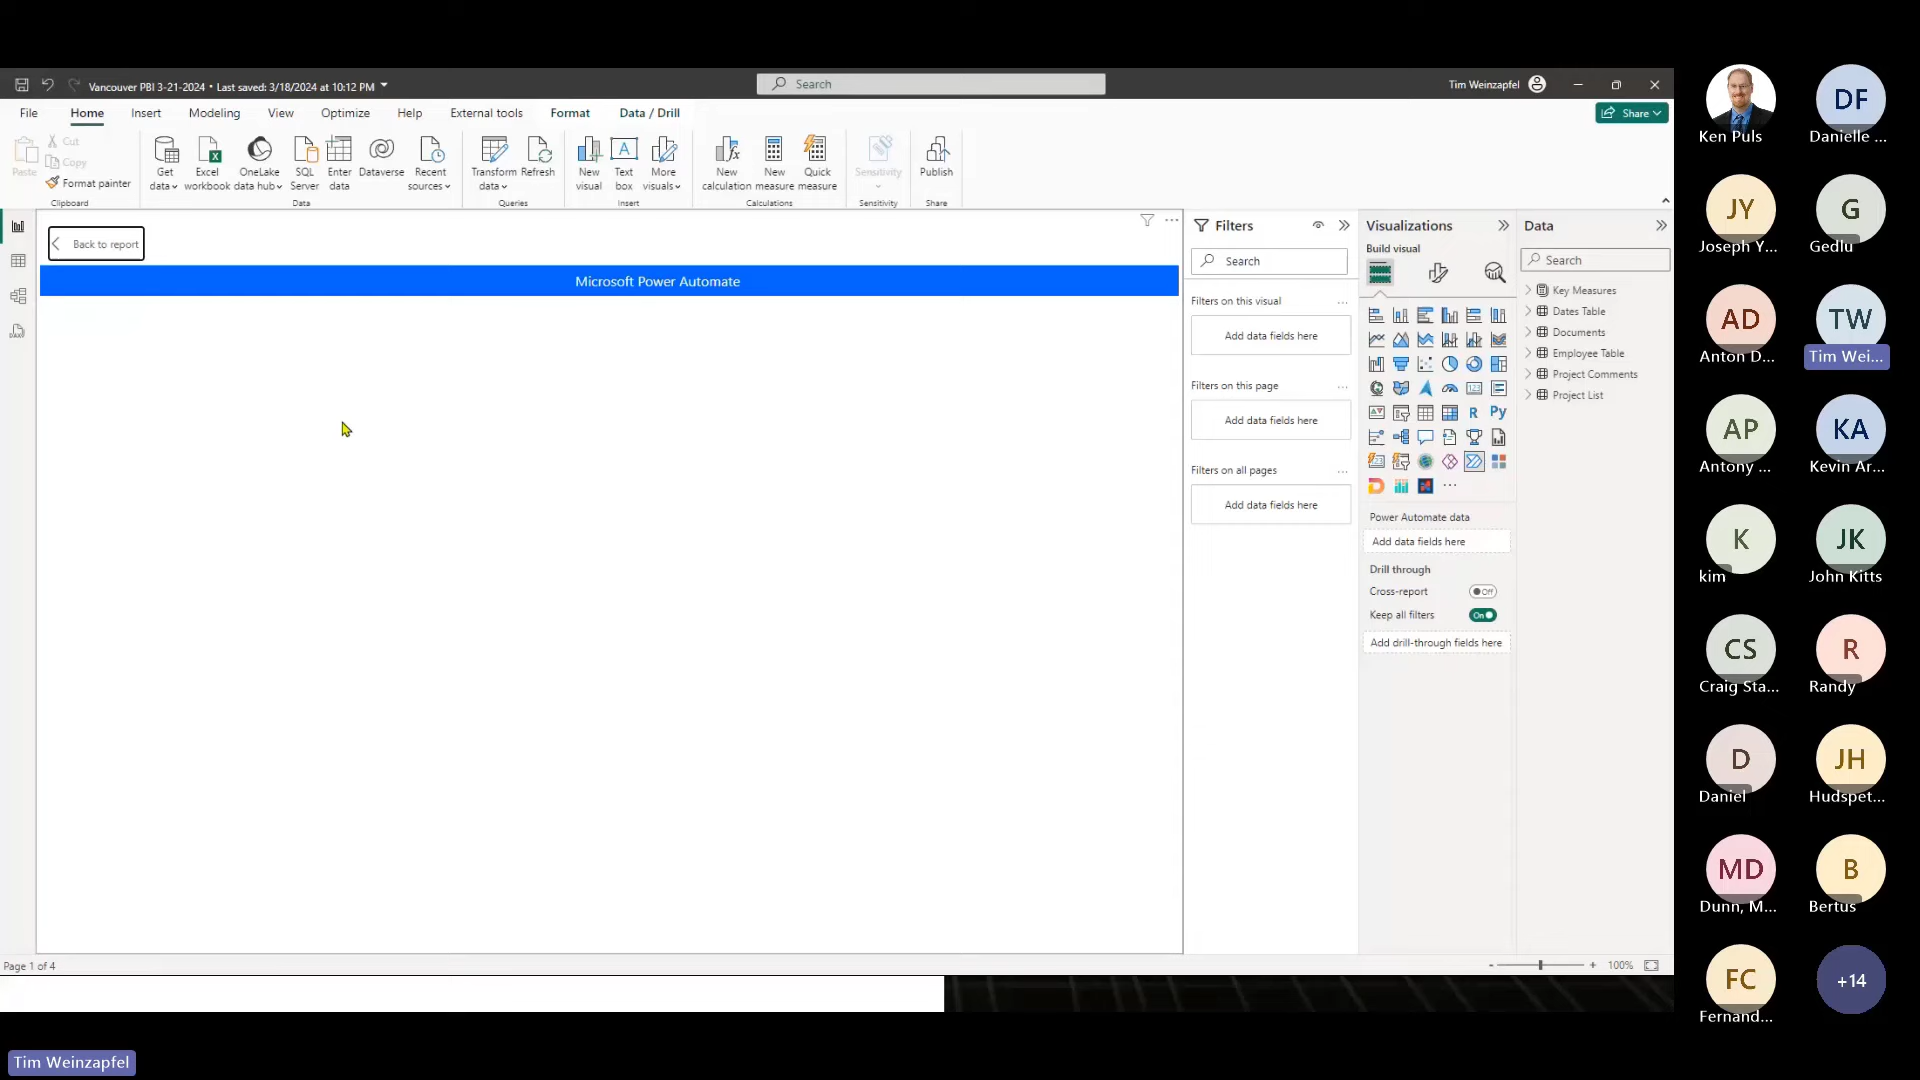 Vancouver PBI 3-21-2024 • Last saved: 3/18/2024 at 10:12 PM
Search
Tim Weinzapfel
File Home Insert Modeling View Optimize Help External tools Format Data / Drill
Share
Paste
Cut
Copy
Format painter
Clipboard
Get data
Excel workbook
OneLake data hub
SQL Server
Enter data
Dataverse
Recent sources
Data
Transform data
Refresh
Queries
New visual
Text box
More visuals
Insert
New calculation
New measure
Quick measure
Calculations
Sensitivity
Sensitivity
Publish
Share
Back to report
Microsoft Power Automate
Filters
Search
Filters on this visual
Add data fields here
Filters on this page
Add data fields here
Filters on all pages
Add data fields here
Visualizations
Build visual
R
Py
123
Power Automate data
Add data fields here
Drill through
Cross-report
Off
Keep all filters
On
Add drill-through fields here
Data
Search
Key Measures
Dates Table
Documents
Employee Table
Project Comments
Project List
Page 1 of 4
- + 100%
Ken Puls
DF
Danielle ...
JY
Joseph Y...
G
Gedlu
AD
Anton D...
TW
Tim Wei...
AP
Antony ...
KA
Kevin Ar...
K
kim
JK
John Kitts
CS
Craig Sta...
R
Randy
D
Daniel
JH
Hudspet...
MD
Dunn, M...
B
Bertus
FC
Fernand...
+14
Tim Weinzapfel